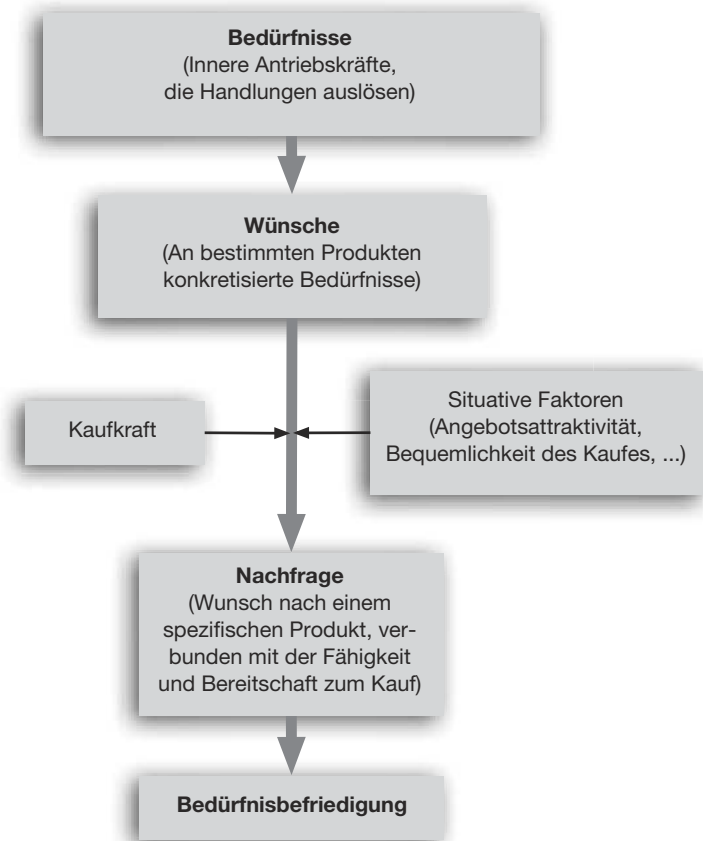 Bedürfnisse
(Innere Antriebskräfte,
die Handlungen auslösen)
Wünsche
(An bestimmten Produkten
konkretisierte Bedürfnisse)
Kaufkraft
Situative Faktoren
(Angebotsattraktivität,
Bequemlichkeit des Kaufes, ...)
Nachfrage
(Wunsch nach einem
spezifischen Produkt, ver-
bunden mit der Fähigkeit
und Bereitschaft zum Kauf)
Bedürfnisbefriedigung